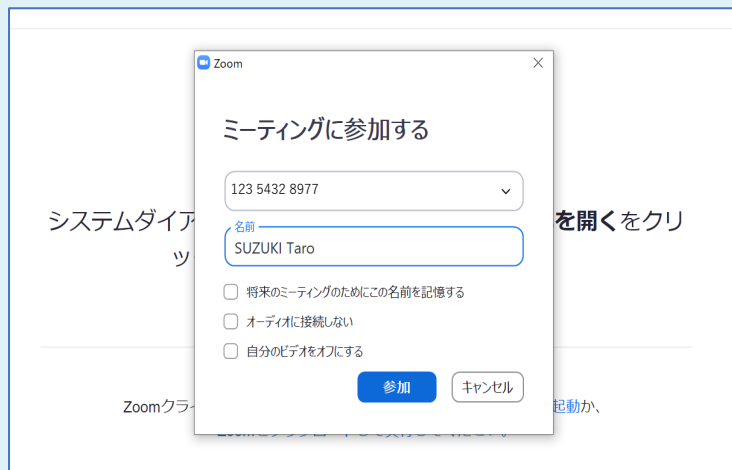 Zoom
ミーティングに参加する
123 5432 8977
システムダイア
を開くをクリ
名前
SUZUKI Taro
ッ
将来のミーティングのためにこの名前を記憶する
オーディオに接続しない
自分のビデオをオフにする
参加
キャンセル
Zoomクライ
起動か、